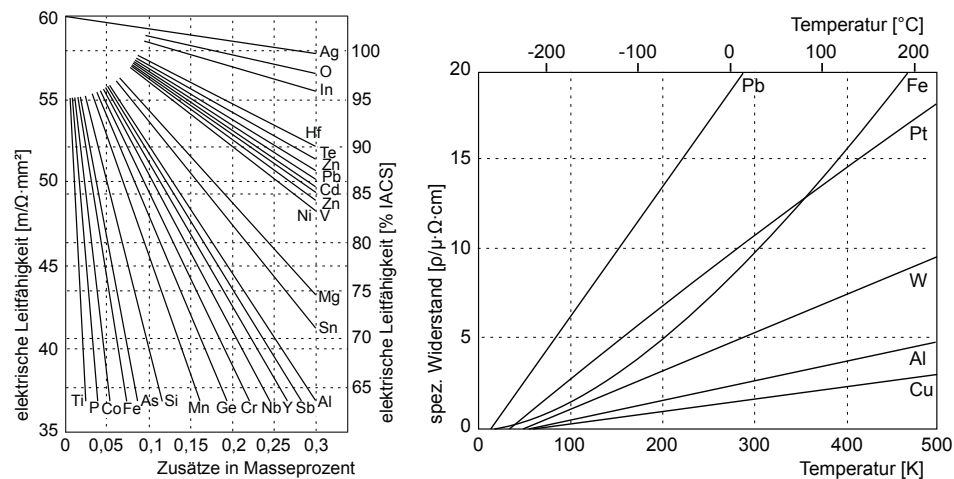 elektrische Leitfähigkeit [m/Ω·mm²]
60
55
50
45
40
35
0
0,05
0,1
0,15
0,2
0,25
0,3
Zusätze in Masseprozent
elektrische Leitfähigkeit [% IACS]
100
95
90
85
80
75
70
65
Ag
O
In
Hf
Te
Zn
Pb
Cd
Zn
Ni V
Mg
Sn
Ti P Co Fe As Si Mn Ge Cr Nb Y Sb Al
Temperatur [°C]
-200 -100 0 100 200
spez. Widerstand [ρ/μ·Ω·cm]
20
15
10
5
0
Pb
Fe
Pt
W
Al
Cu
0 100 200 300 400 500
Temperatur [K]